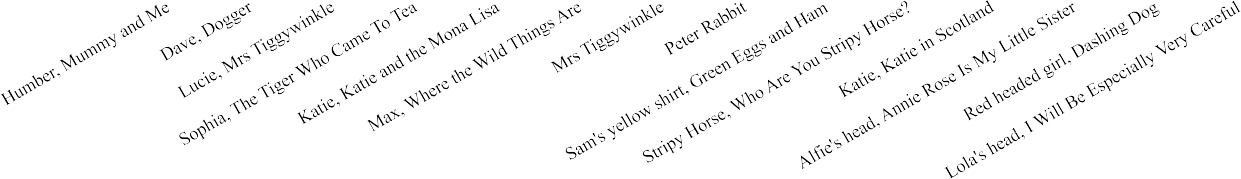 Humber, Mummy and Me
Dave, Dogger
Lucie, Mrs Tiggywinkle
Sophia, The Tiger Who Came To Tea
Katie, Katie and the Mona Lisa
Max, Where the Wild Things Are
Mrs Tiggywinkle
Peter Rabbit
Sam's yellow shirt, Green Eggs and Ham
Stripy Horse, Who Are You Stripy Horse?
Katie, Katie in Scotland
Alfie's head, Annie Rose Is My Little Sister
Red headed girl, Dashing Dog
Lola's head, I Will Be Especially Very Careful